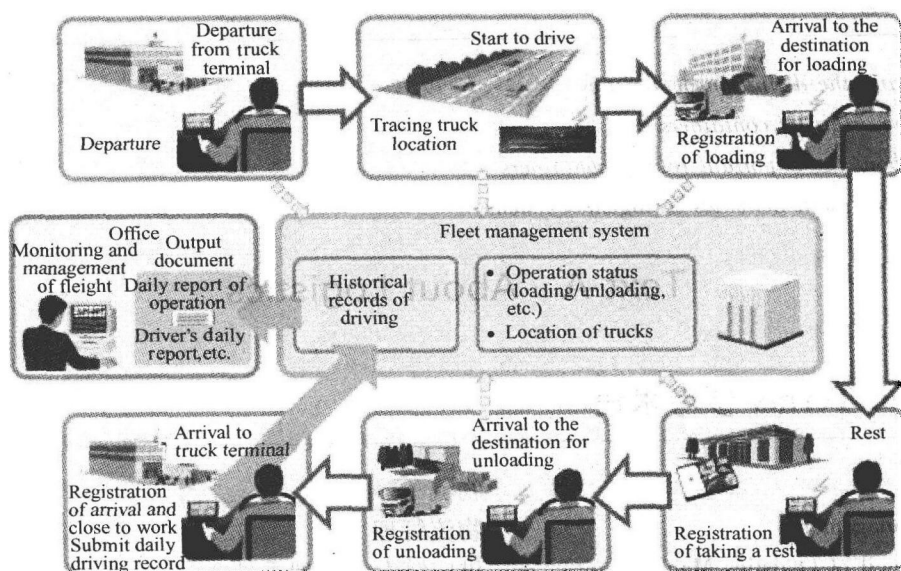 Departure
from truck
terminal
Departure
Start to drive
Tracing truck
location
Arrival to the
destination
for loading
Registration
of loading
Office
Monitoring and
management
of fleight
Output
document
Daily report of
operation
Driver's daily
report,etc.
Fleet management system
Historical
records of
driving
• Operation status
(loading/unloading,
etc.)
• Location of trucks
Arrival to
truck terminal
Registration
of arrival and
close to work
Submit daily
driving record
Arrival to the
destination for
unloading
Registration
of unloading
Rest
Registration
of taking a rest